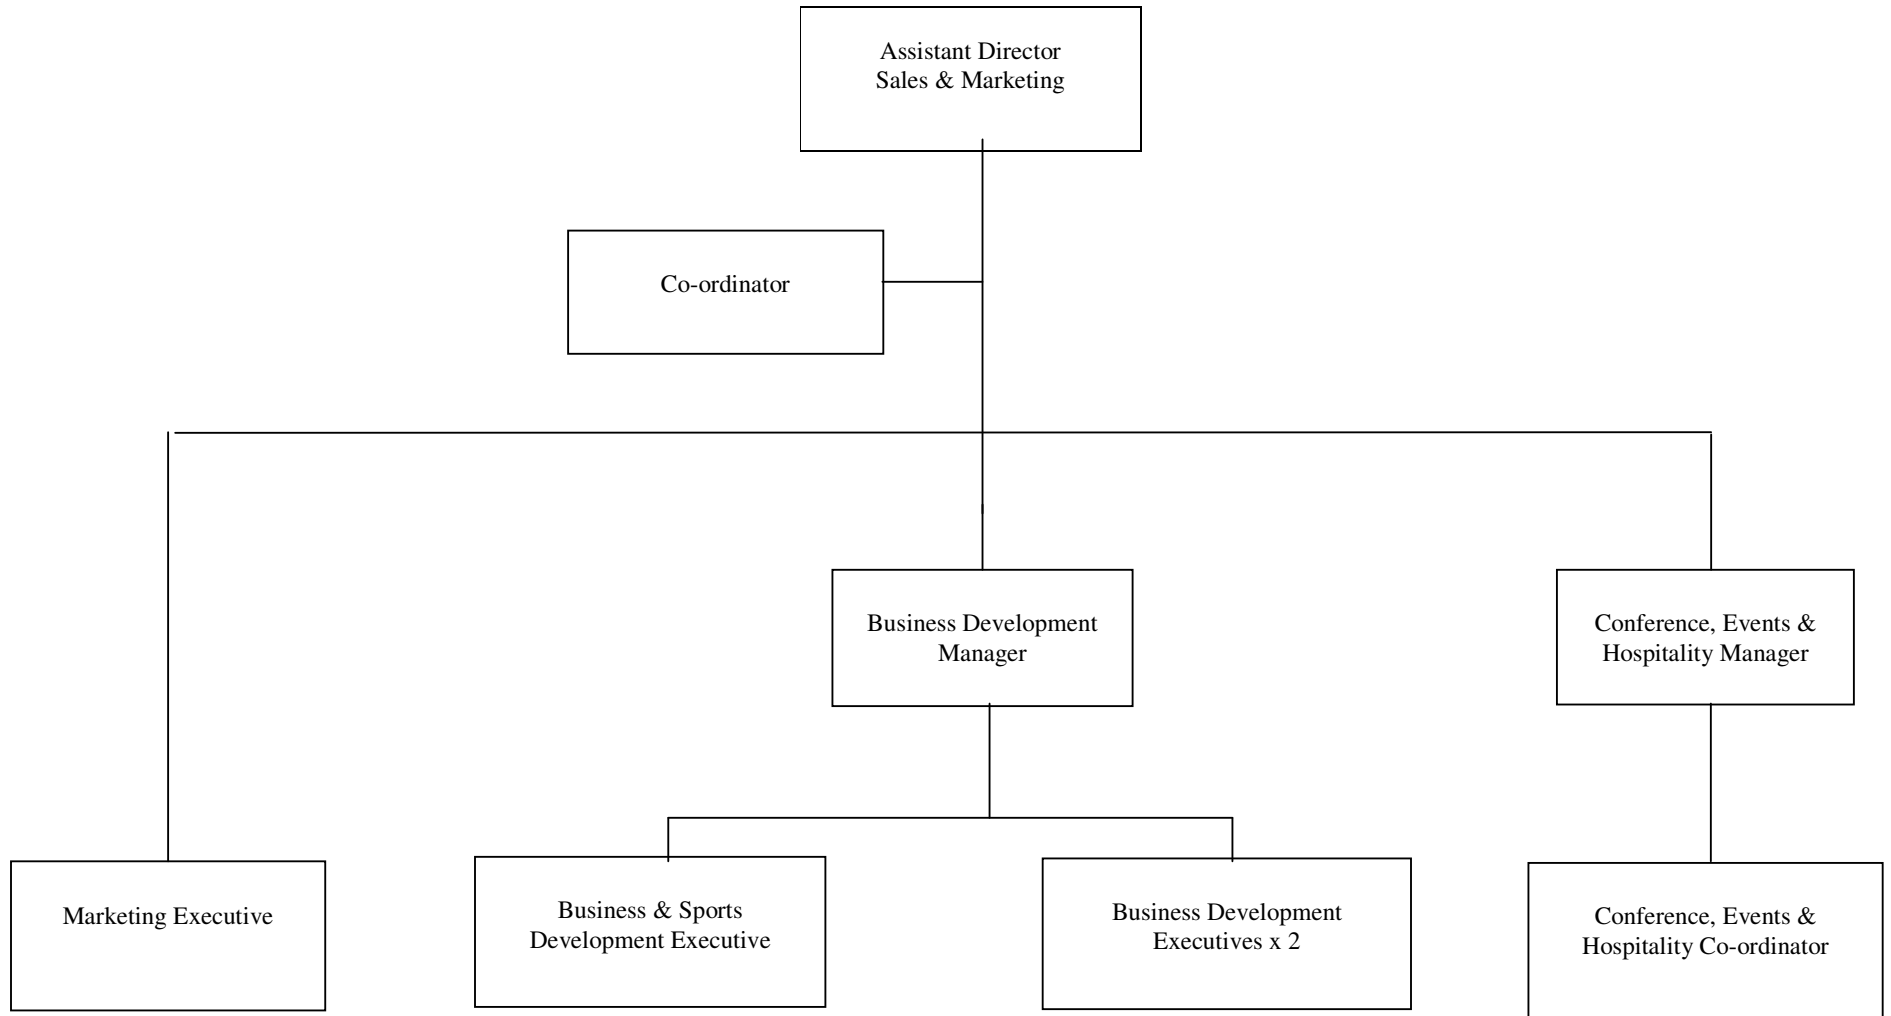 Assistant Director
Sales & Marketing
Co-ordinator
Business Development
Manager
Conference, Events &
Hospitality Manager
Marketing Executive
Business & Sports
Development Executive
Business Development
Executives x 2
Conference, Events &
Hospitality Co-ordinator